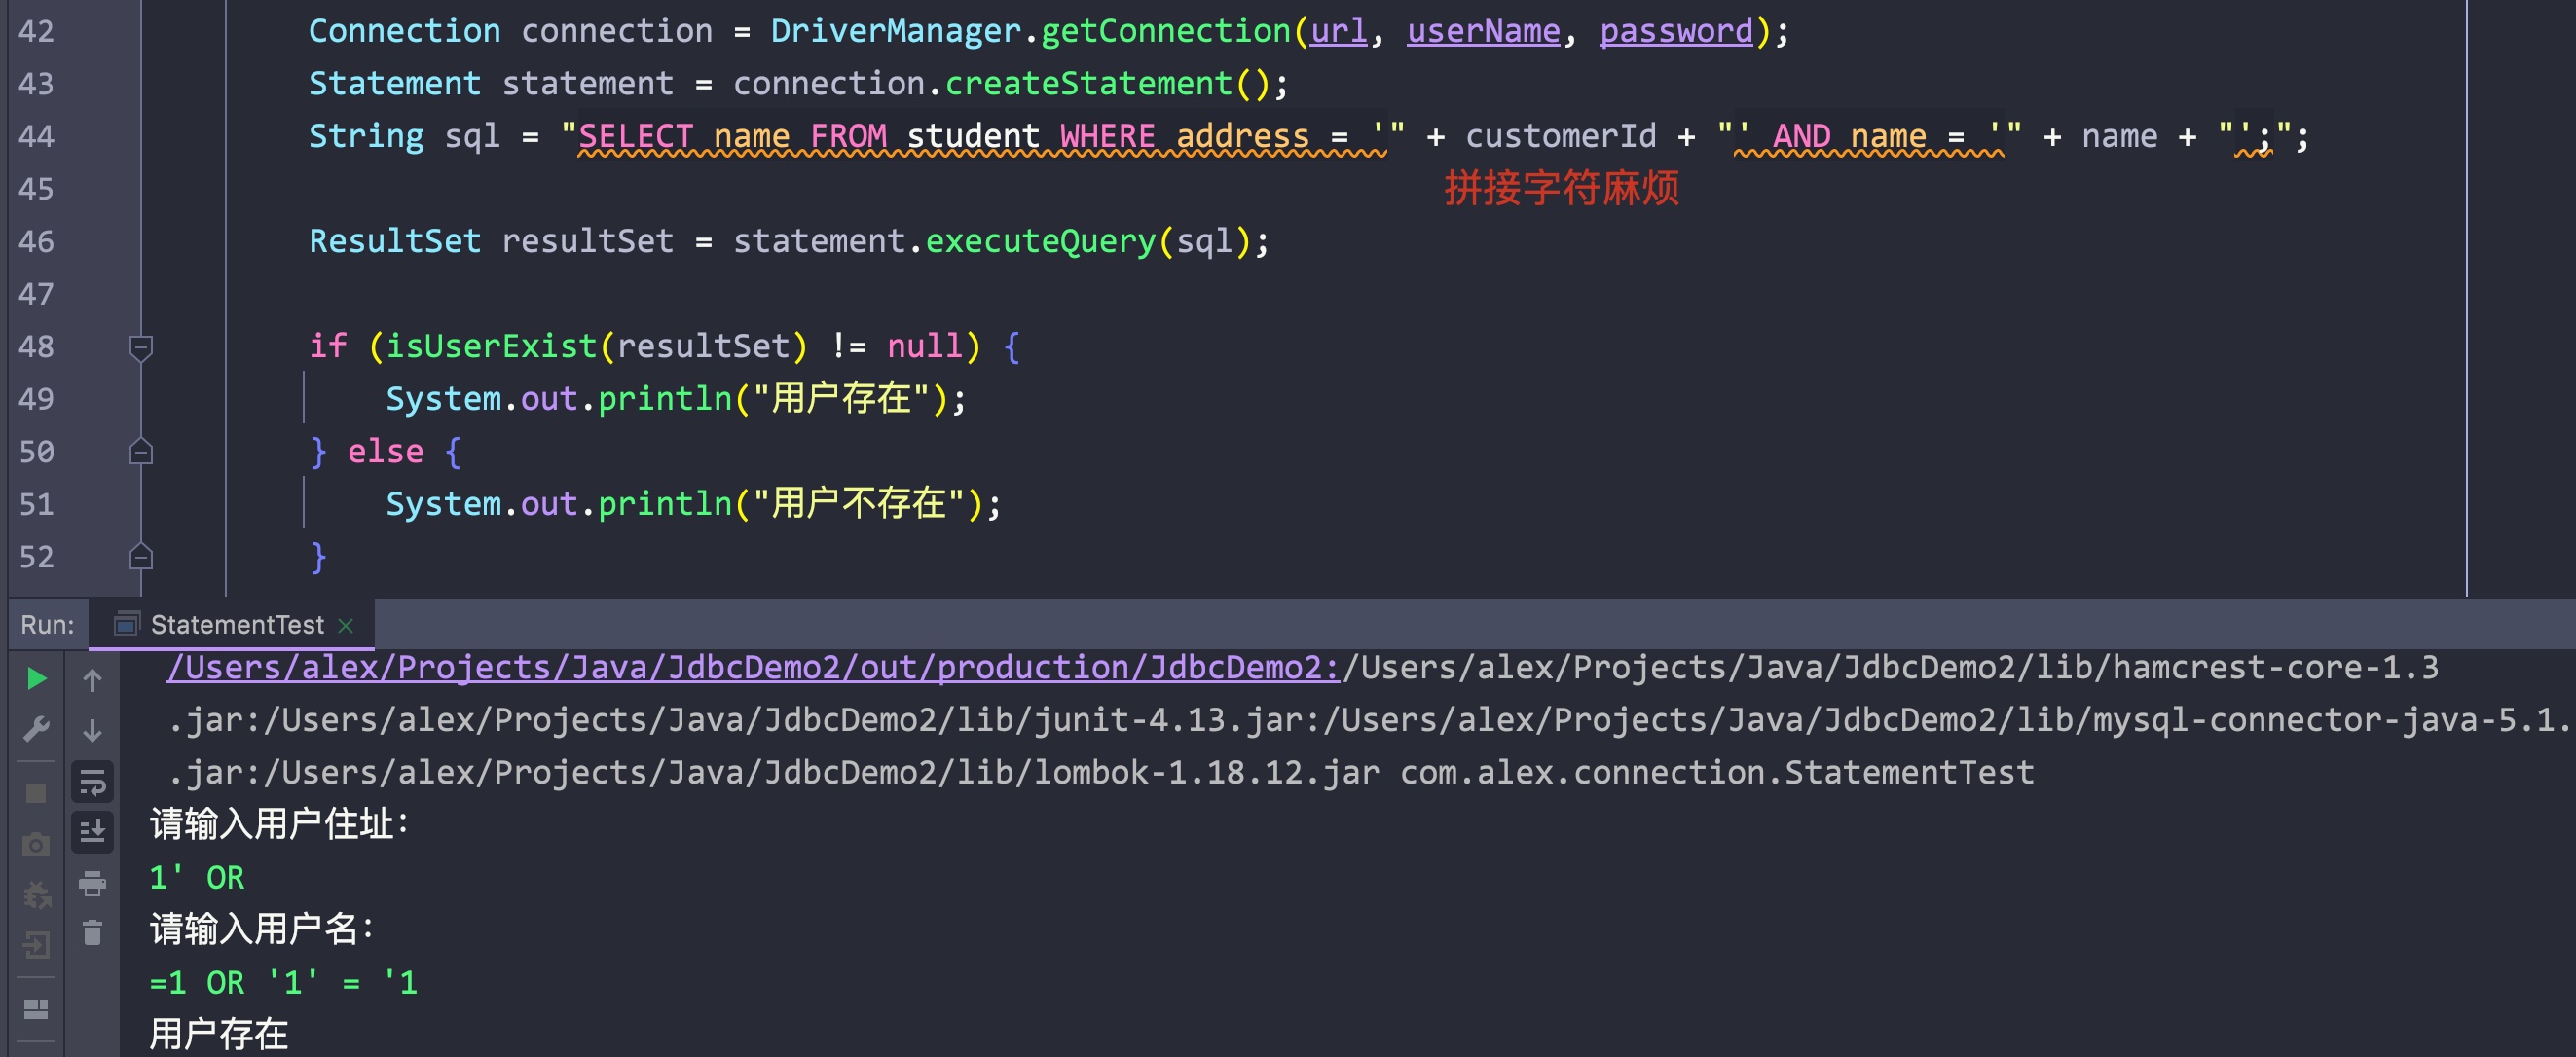 42 Connection connection = DriverManager.getConnection(url, userName, password);
43 Statement statement = connection.createStatement();
44 String sql = "SELECT name FROM student WHERE address = '" + customerId + "' AND name = '" + name + "';";
45 拼接字符麻烦
46 ResultSet resultSet = statement.executeQuery(sql);
47
48 if (isUserExist(resultSet) != null) {
49 System.out.println("用户存在");
50 } else {
51 System.out.println("用户不存在");
52 }
Run: StatementTest ×
/Users/alex/Projects/Java/JdbcDemo2/out/production/JdbcDemo2:/Users/alex/Projects/Java/JdbcDemo2/lib/hamcrest-core-1.3
.jar:/Users/alex/Projects/Java/JdbcDemo2/lib/junit-4.13.jar:/Users/alex/Projects/Java/JdbcDemo2/lib/mysql-connector-java-5.1.
.jar:/Users/alex/Projects/Java/JdbcDemo2/lib/lombok-1.18.12.jar com.alex.connection.StatementTest
请输入用户住址:
1' OR
请输入用户名:
=1 OR '1' = '1
用户存在